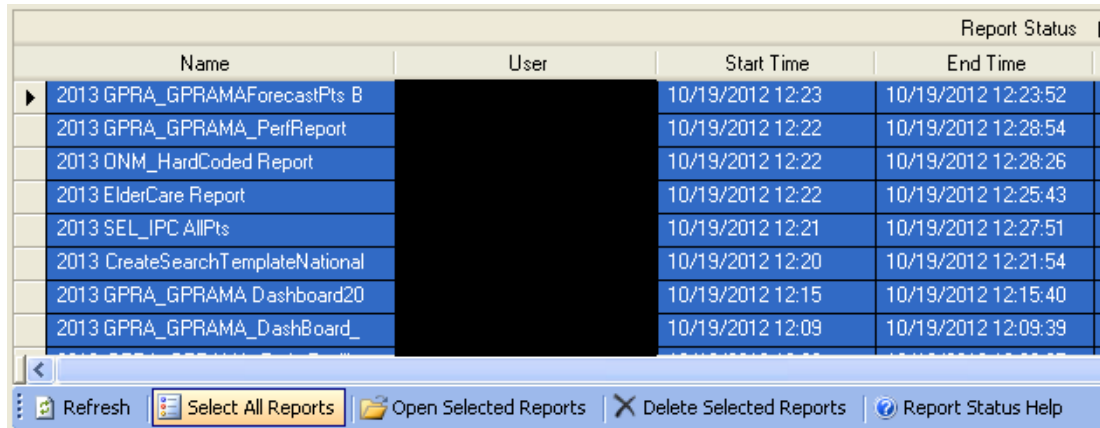 Report Status
Name User Start Time End Time
2013 GPRA_GPRAMAForecastPts B 10/19/2012 12:23 10/19/2012 12:23:52
2013 GPRA_GPRAMA_PerfReport 10/19/2012 12:22 10/19/2012 12:28:54
2013 ONM_HardCoded Report 10/19/2012 12:22 10/19/2012 12:28:26
2013 ElderCare Report 10/19/2012 12:22 10/19/2012 12:25:43
2013 SEL_IPC AllPts 10/19/2012 12:21 10/19/2012 12:27:51
2013 CreateSearchTemplateNational 10/19/2012 12:20 10/19/2012 12:21:54
2013 GPRA_GPRAMA Dashboard20 10/19/2012 12:15 10/19/2012 12:15:40
2013 GPRA_GPRAMA_DashBoard_ 10/19/2012 12:09 10/19/2012 12:09:39
Refresh Select All Reports Open Selected Reports Delete Selected Reports Report Status Help